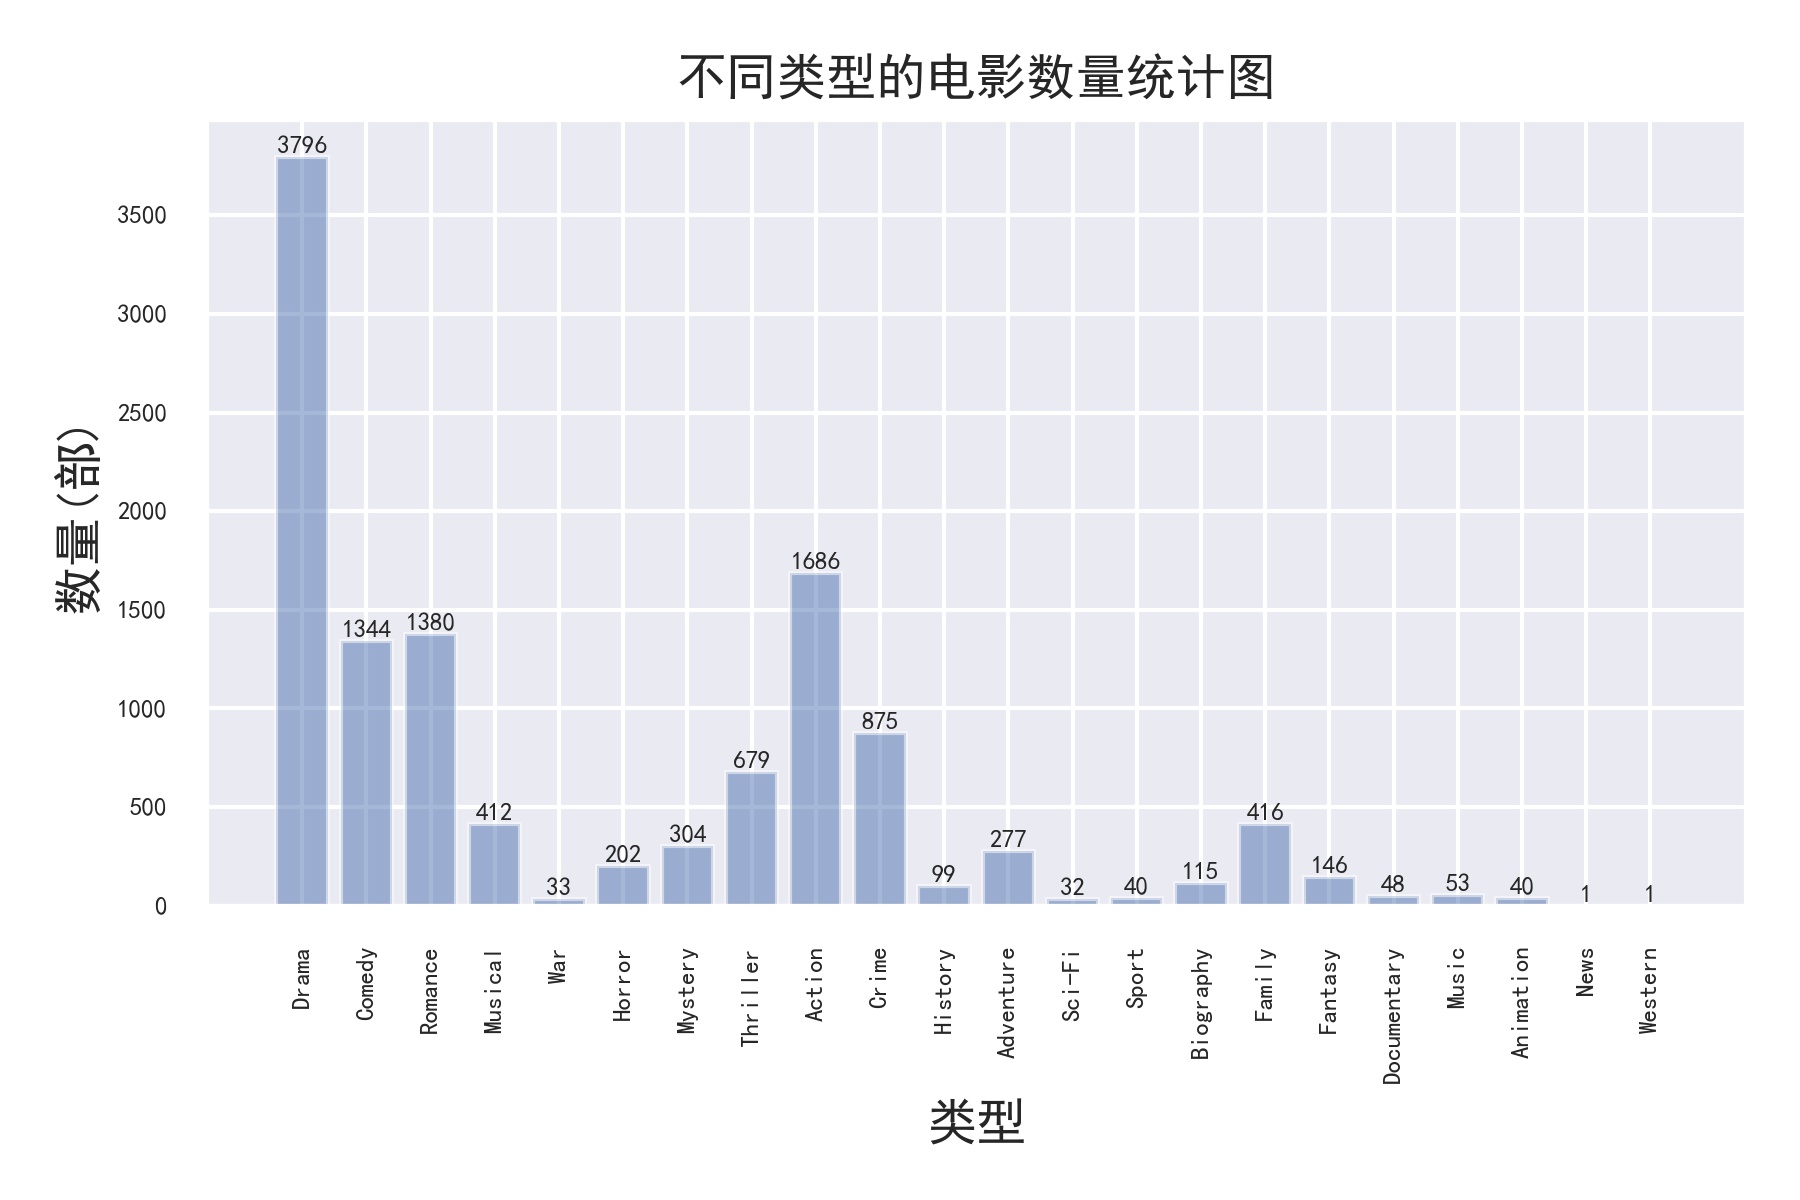 不同类型的电影数量统计图
数量(部)
3500
3000
2500
2000
1500
1000
500
0
3796
1344
1380
412
33
202
304
679
1686
875
99
277
32
40
115
416
146
48
53
40
1
1
Drama
Comedy
Romance
Musical
War
Horror
Mystery
Thriller
Action
Crime
History
Adventure
Sci-Fi
Sport
Biography
Family
Fantasy
Documentary
Music
Animation
News
Western
类型